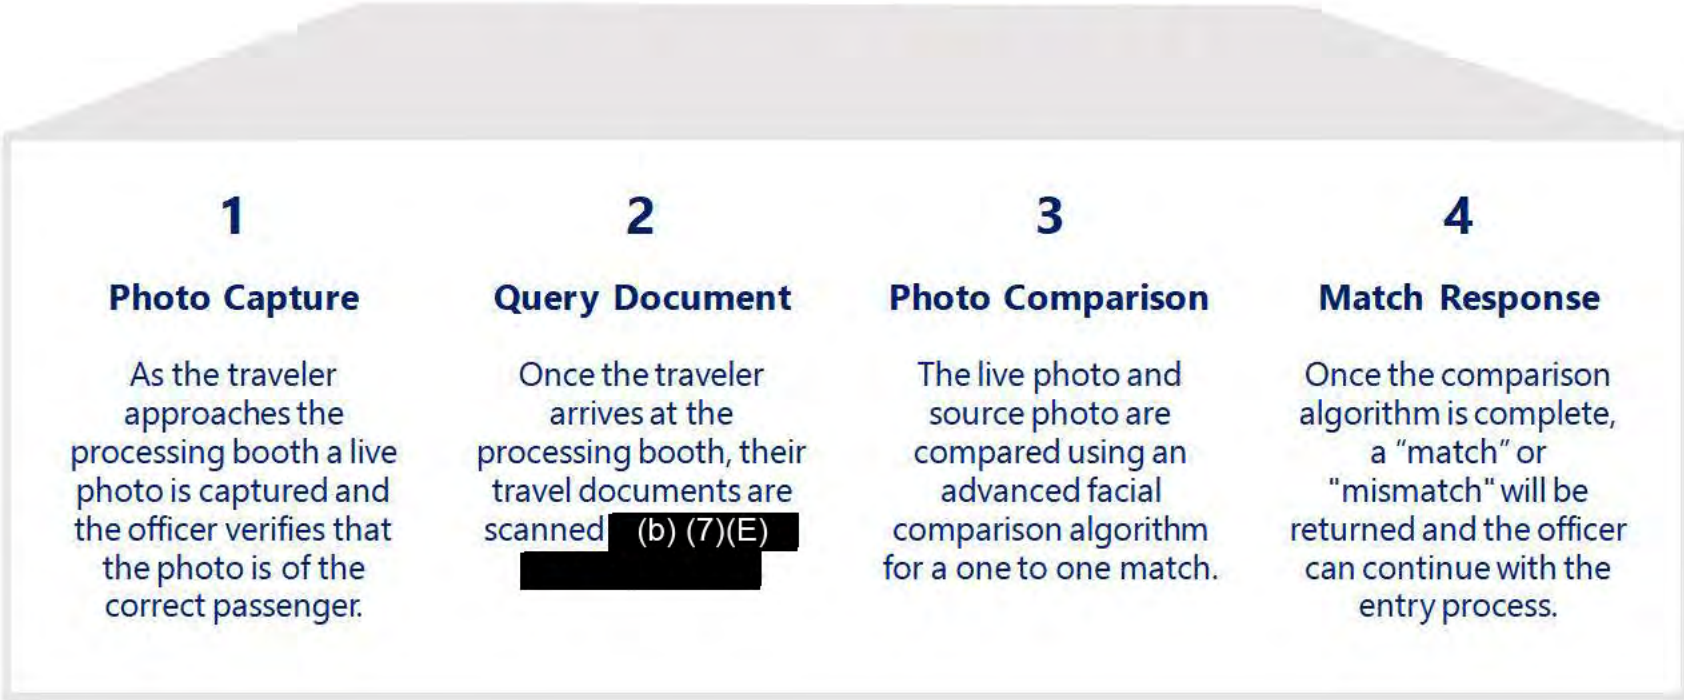 1
Photo Capture
As the traveler
approaches the
processing booth a live
photo is captured and
the officer verifies that
the photo is of the
correct passenger.
2
Query Document
Once the traveler
arrives at the
processing booth, their
travel documents are
scanned (b) (7)(E)
3
Photo Comparison
The live photo and
source photo are
compared using an
advanced facial
comparison algorithm
for a one to one match.
4
Match Response
Once the comparison
algorithm is complete,
a “match” or
"mismatch" will be
returned and the officer
can continue with the
entry process.